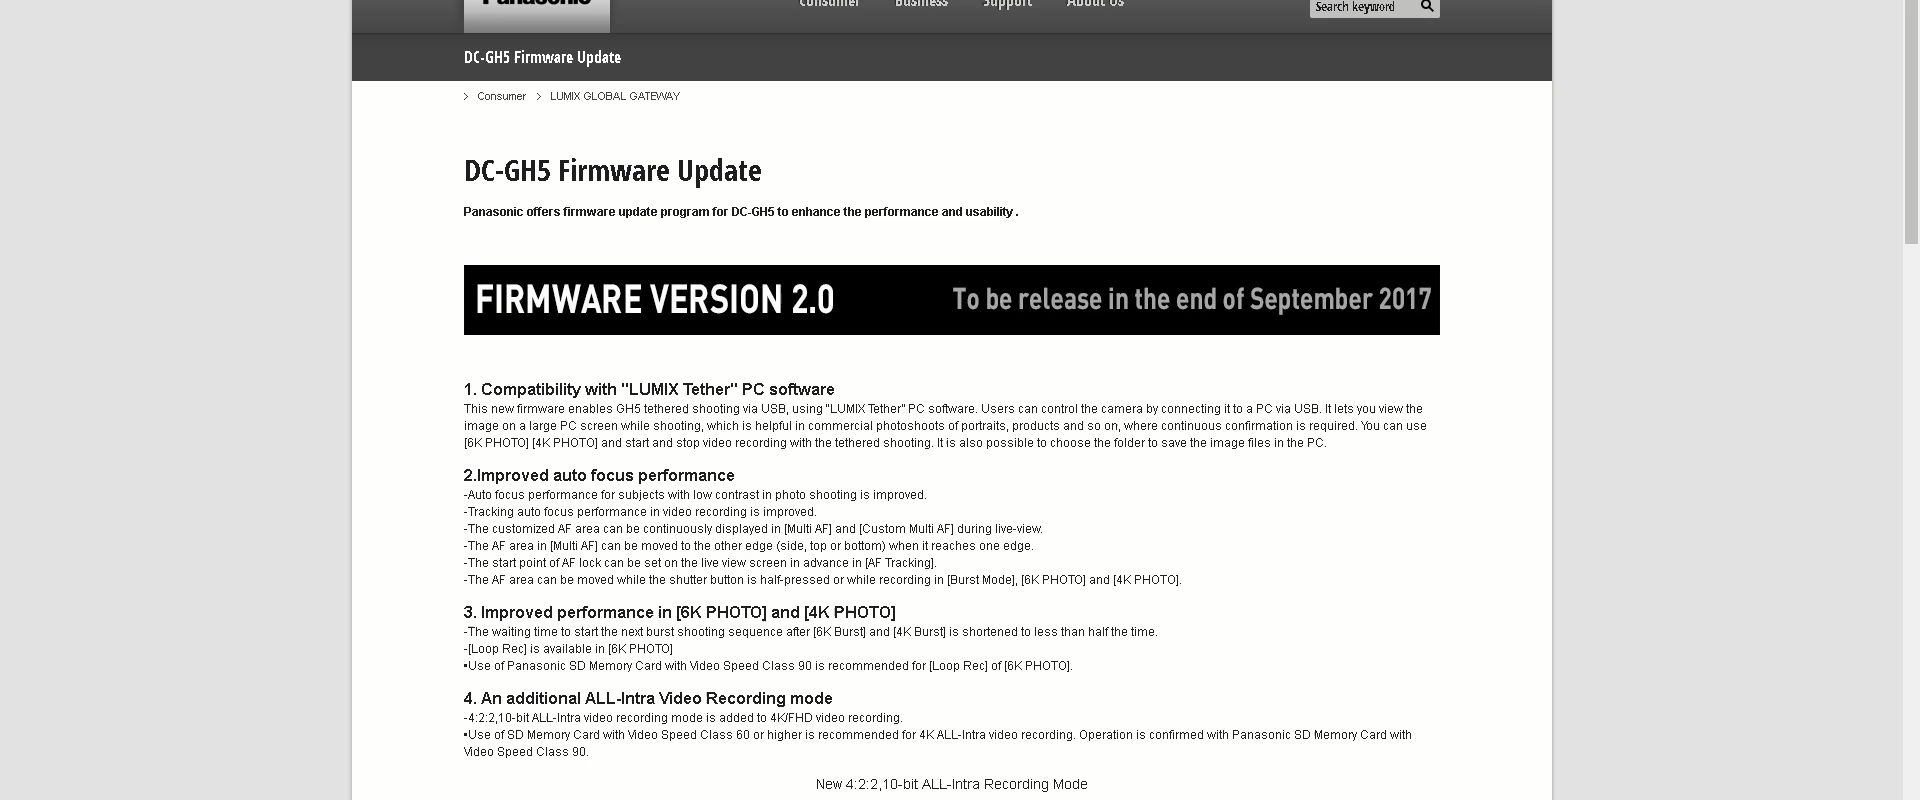 Panasonic
Consumer Business Support About Us
Search keyword
DC-GH5 Firmware Update
> Consumer > LUMIX GLOBAL GATEWAY
DC-GH5 Firmware Update
Panasonic offers firmware update program for DC-GH5 to enhance the performance and usability .
FIRMWARE VERSION 2.0 To be release in the end of September 2017
1. Compatibility with "LUMIX Tether" PC software
This new firmware enables GH5 tethered shooting via USB, using "LUMIX Tether" PC software. Users can control the camera by connecting it to a PC via USB. It lets you view the
image on a large PC screen while shooting, which is helpful in commercial photoshoots of portraits, products and so on, where continuous confirmation is required. You can use
[6K PHOTO] [4K PHOTO] and start and stop video recording with the tethered shooting. It is also possible to choose the folder to save the image files in the PC.
2.Improved auto focus performance
-Auto focus performance for subjects with low contrast in photo shooting is improved.
-Tracking auto focus performance in video recording is improved.
-The customized AF area can be continuously displayed in [Multi AF] and [Custom Multi AF] during live-view.
-The AF area in [Multi AF] can be moved to the other edge (side, top or bottom) when it reaches one edge.
-The start point of AF lock can be set on the live view screen in advance in [AF Tracking].
-The AF area can be moved while the shutter button is half-pressed or while recording in [Burst Mode], [6K PHOTO] and [4K PHOTO].
3. Improved performance in [6K PHOTO] and [4K PHOTO]
-The waiting time to start the next burst shooting sequence after [6K Burst] and [4K Burst] is shortened to less than half the time.
-[Loop Rec] is available in [6K PHOTO]
•Use of Panasonic SD Memory Card with Video Speed Class 90 is recommended for [Loop Rec] of [6K PHOTO].
4. An additional ALL-Intra Video Recording mode
-4:2:2,10-bit ALL-Intra video recording mode is added to 4K/FHD video recording.
•Use of SD Memory Card with Video Speed Class 60 or higher is recommended for 4K ALL-Intra video recording. Operation is confirmed with Panasonic SD Memory Card with
Video Speed Class 90.
New 4:2:2,10-bit ALL-Intra Recording Mode